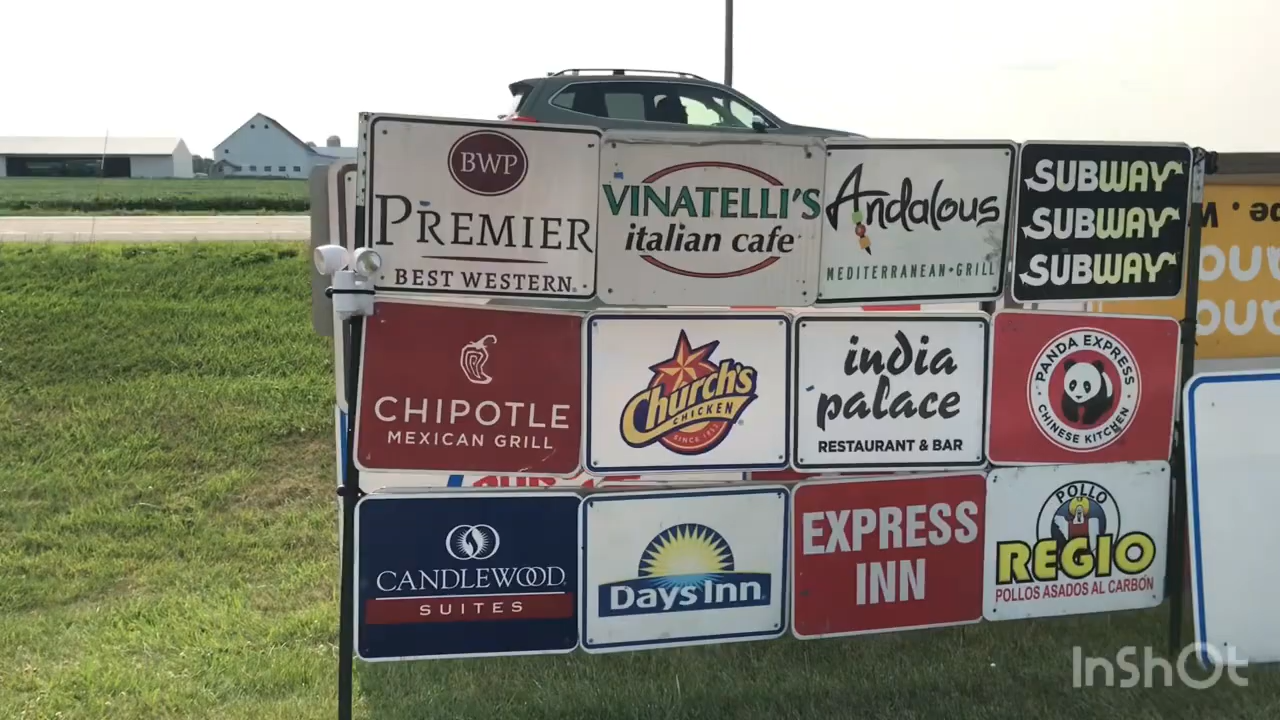 BWP
PREMIER
BEST WESTERN
VINATELLI'S
italian cafe
Andalous
MEDITERRANEAN • GRILL
SUBWAY
SUBWAY
SUBWAY
CHIPOTLE
MEXICAN GRILL
Church's
CHICKEN
SINCE 1952
india
palace
RESTAURANT & BAR
PANDA EXPRESS
CHINESE KITCHEN
CANDLEWOOD
SUITES
Days Inn
EXPRESS
INN
POLLO
REGIO
POLLOS ASADOS AL CARBÓN
InShOt